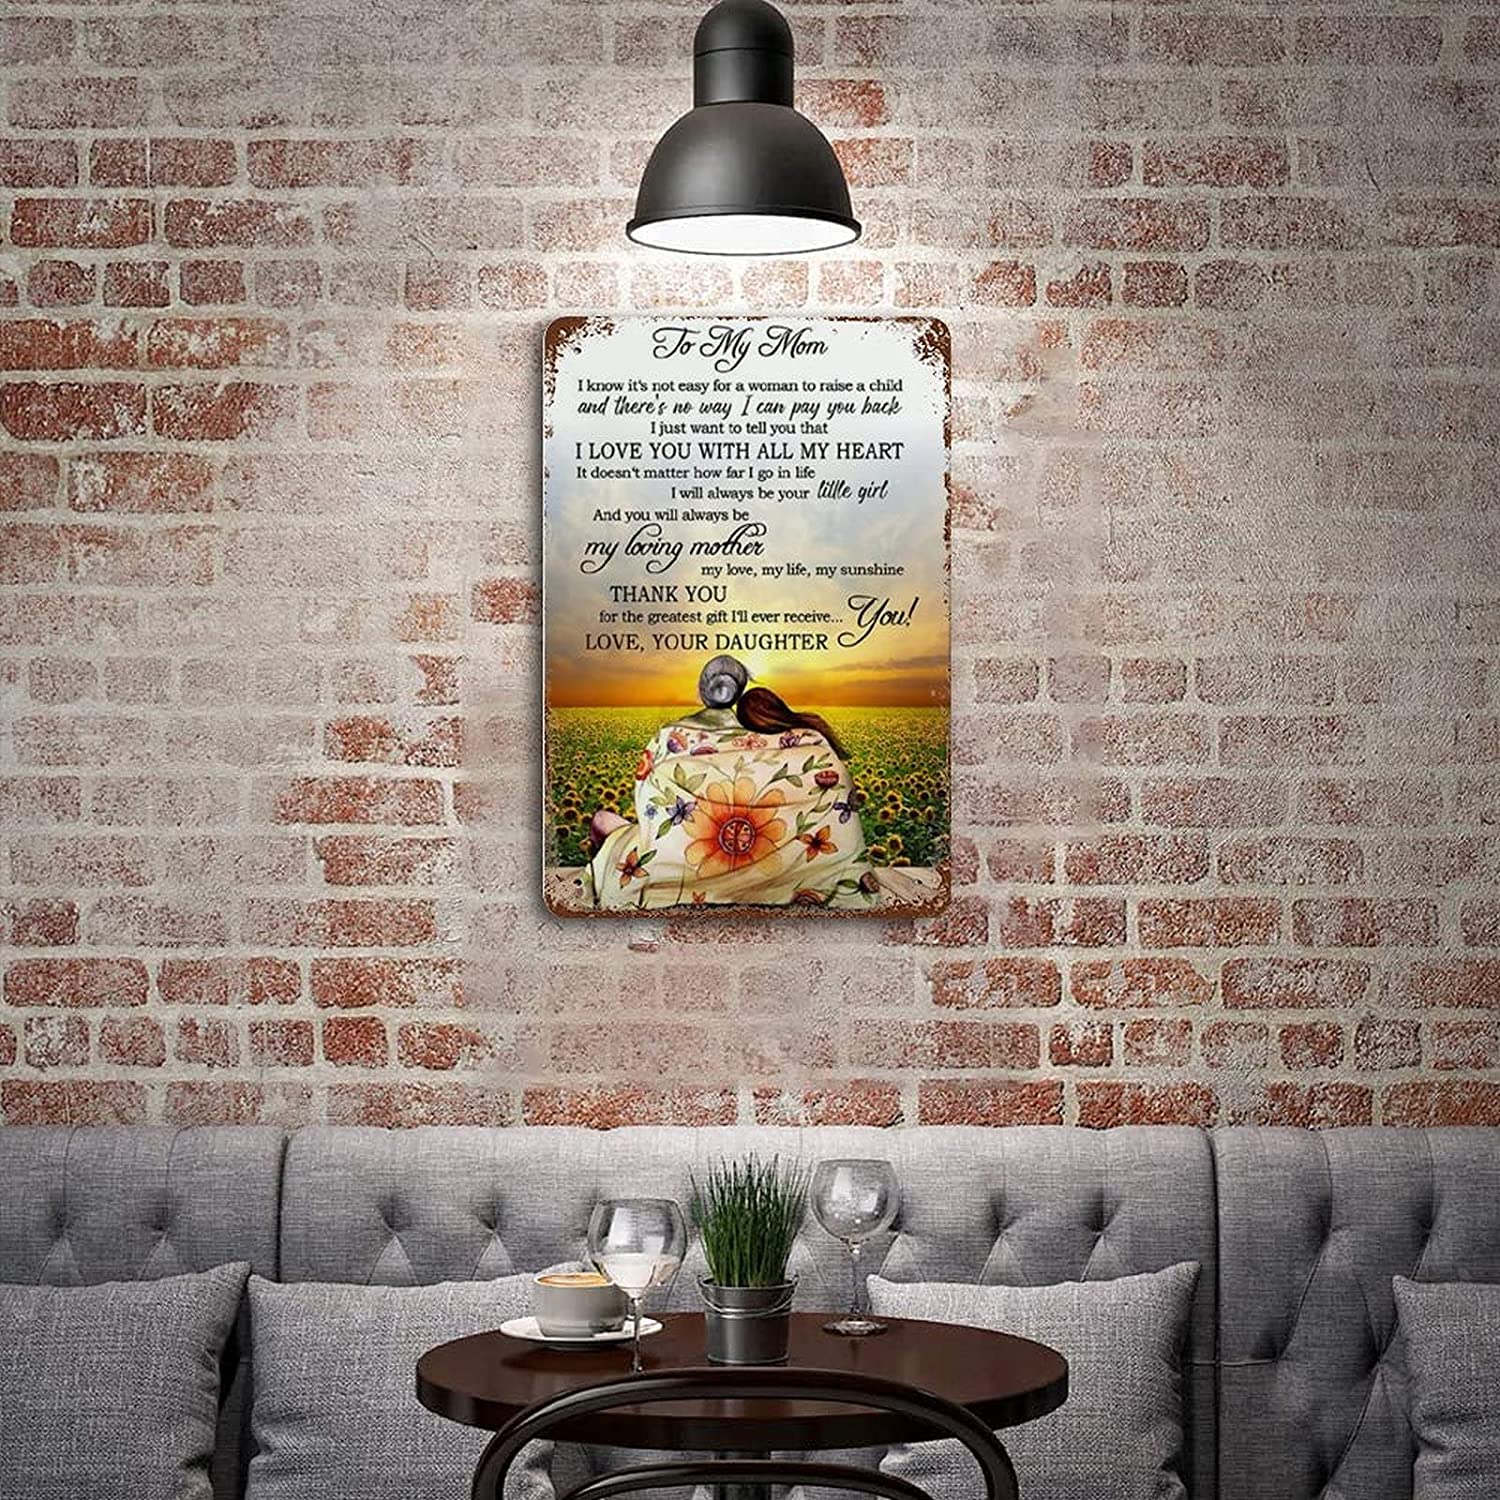 To My Mom
I know it's not easy for a woman to raise a child
and there's no way I can pay you back
I just want to tell you that
I LOVE YOU WITH ALL MY HEART
It doesn't matter how far I go in life
I will always be your little girl
And you will always be
my loving mother
my love, my life, my sunshine
THANK YOU
for the greatest gift I'll ever receive... You!
LOVE, YOUR DAUGHTER